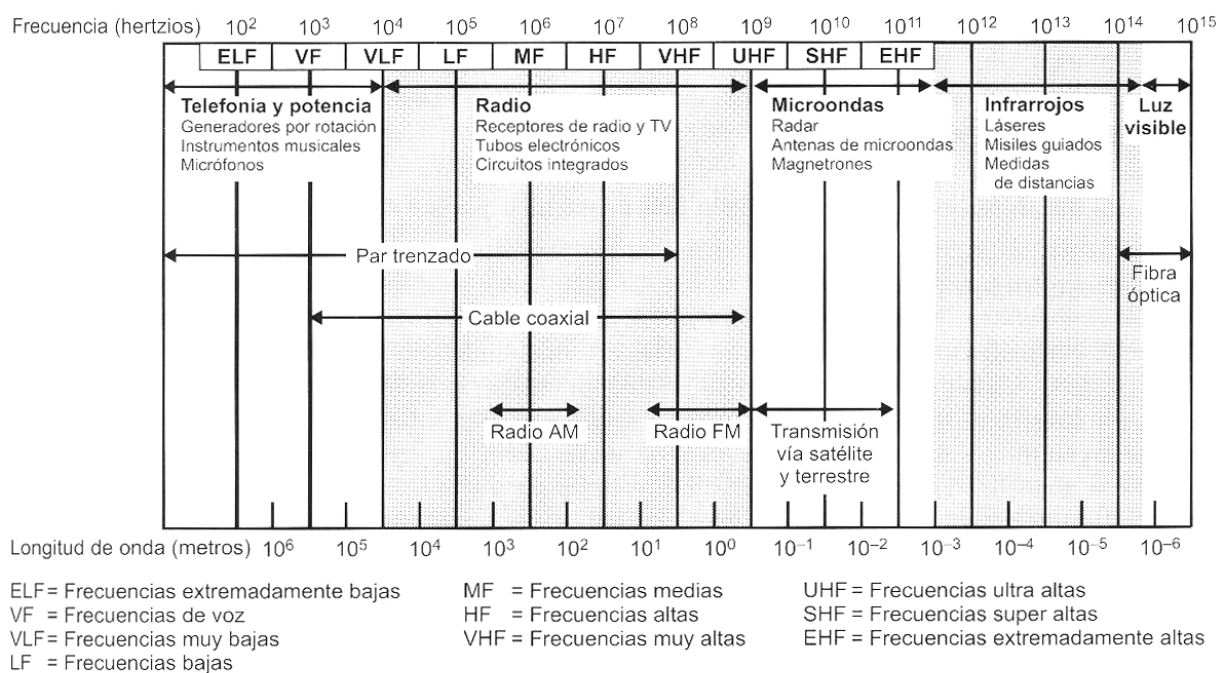 Frecuencia (hertzios) 10² 10³ 10⁴ 10⁵ 10⁶ 10⁷ 10⁸ 10⁹ 10¹⁰ 10¹¹ 10¹² 10¹³ 10¹⁴ 10¹⁵
ELF VF VLF LF MF HF VHF UHF SHF EHF
Telefonía y potencia
Generadores por rotación
Instrumentos musicales
Micrófonos
Radio
Receptores de radio y TV
Tubos electrónicos
Circuitos integrados
Microondas
Radar
Antenas de microondas
Magnetrones
Infrarrojos
Láseres
Misiles guiados
Medidas
de distancias
Luz
visible
Par trenzado
Fibra
óptica
Cable coaxial
Radio AM
Radio FM
Transmisión
vía satélite
y terrestre
Longitud de onda (metros) 10⁶ 10⁵ 10⁴ 10³ 10² 10¹ 10⁰ 10⁻¹ 10⁻² 10⁻³ 10⁻⁴ 10⁻⁵ 10⁻⁶
ELF = Frecuencias extremadamente bajas
VF = Frecuencias de voz
VLF = Frecuencias muy bajas
LF = Frecuencias bajas
MF = Frecuencias medias
HF = Frecuencias altas
VHF = Frecuencias muy altas
UHF = Frecuencias ultra altas
SHF = Frecuencias super altas
EHF = Frecuencias extremadamente altas